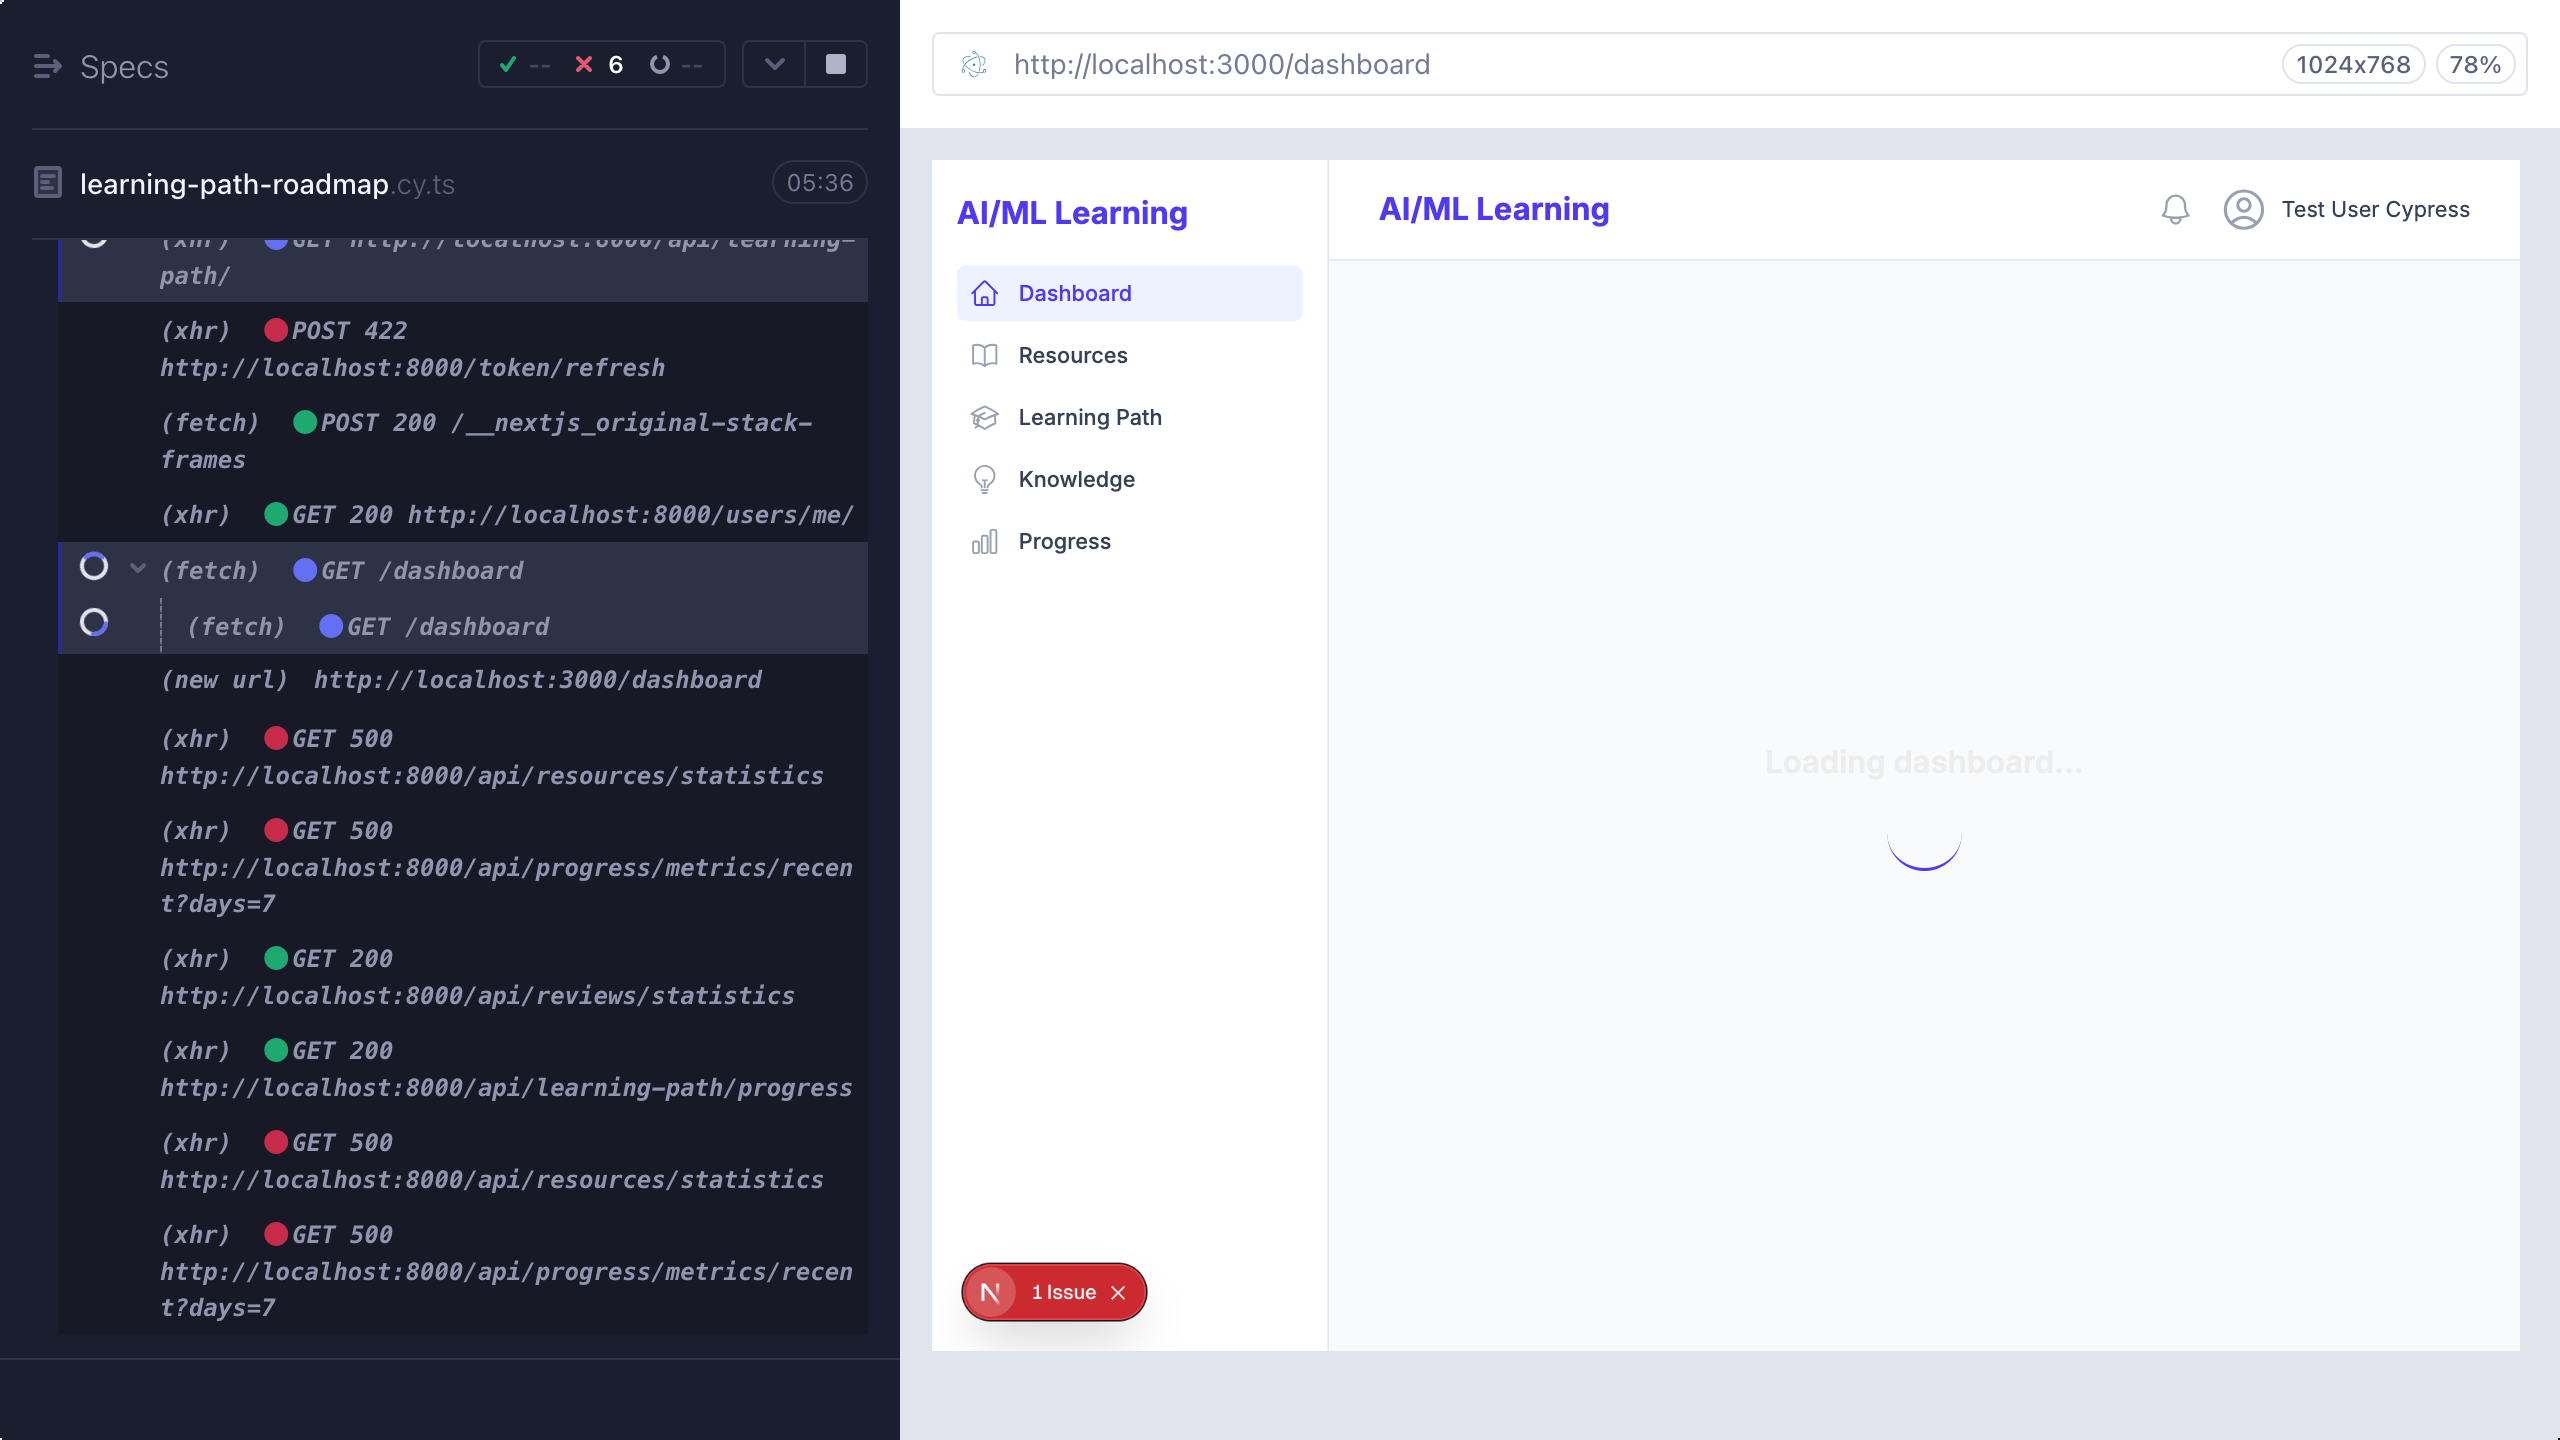 Specs
-- 6 --
learning-path-roadmap.cy.ts 05:36
(xhr) GET http://localhost:8000/api/learning-
path/
(xhr) POST 422
http://localhost:8000/token/refresh
(fetch) POST 200 /__nextjs_original-stack-
frames
(xhr) GET 200 http://localhost:8000/users/me/
(fetch) GET /dashboard
(fetch) GET /dashboard
(new url) http://localhost:3000/dashboard
(xhr) GET 500
http://localhost:8000/api/resources/statistics
(xhr) GET 500
http://localhost:8000/api/progress/metrics/recen
t?days=7
(xhr) GET 200
http://localhost:8000/api/reviews/statistics
(xhr) GET 200
http://localhost:8000/api/learning-path/progress
(xhr) GET 500
http://localhost:8000/api/resources/statistics
(xhr) GET 500
http://localhost:8000/api/progress/metrics/recen
t?days=7
http://localhost:3000/dashboard 1024x768 78%
AI/ML Learning
Dashboard
Resources
Learning Path
Knowledge
Progress
N 1 Issue
AI/ML Learning Test User Cypress
Loading dashboard...